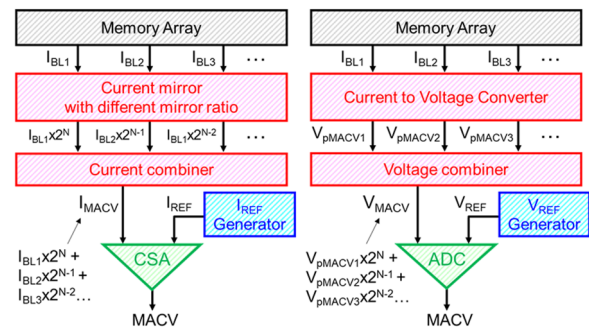 Memory Array
I_BL1 I_BL2 I_BL3 ...
Current mirror
with different mirror ratio
I_BL1x2^N I_BL2x2^N-1 I_BL1x2^N-2 ...
Current combiner
I_MACV I_REF
I_REF
Generator
CSA
I_BL1x2^N +
I_BL2x2^N-1 +
I_BL3x2^N-2...
MACV
Memory Array
I_BL1 I_BL2 I_BL3 ...
Current to Voltage Converter
V_pMACV1 V_pMACV2 V_pMACV3 ...
Voltage combiner
V_MACV V_REF
V_REF
Generator
ADC
V_pMACV1x2^N +
V_pMACV2x2^N-1 +
V_pMACV3x2^N-2...
MACV